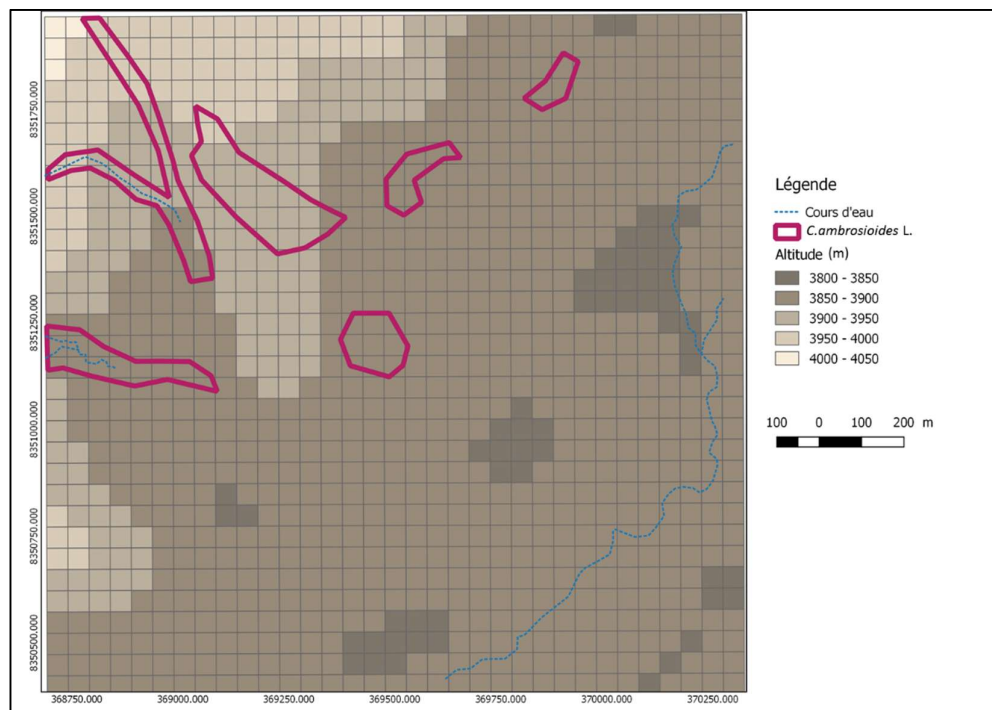 8351750.000
8351500.000
8351250.000
8351000.000
8350750.000
8350500.000
368750.000 369000.000 369250.000 369500.000 369750.000 370000.000 370250.000
Légende
Cours d'eau
C.ambrosioides L.
Altitude (m)
3800 - 3850
3850 - 3900
3900 - 3950
3950 - 4000
4000 - 4050
100 0 100 200 m